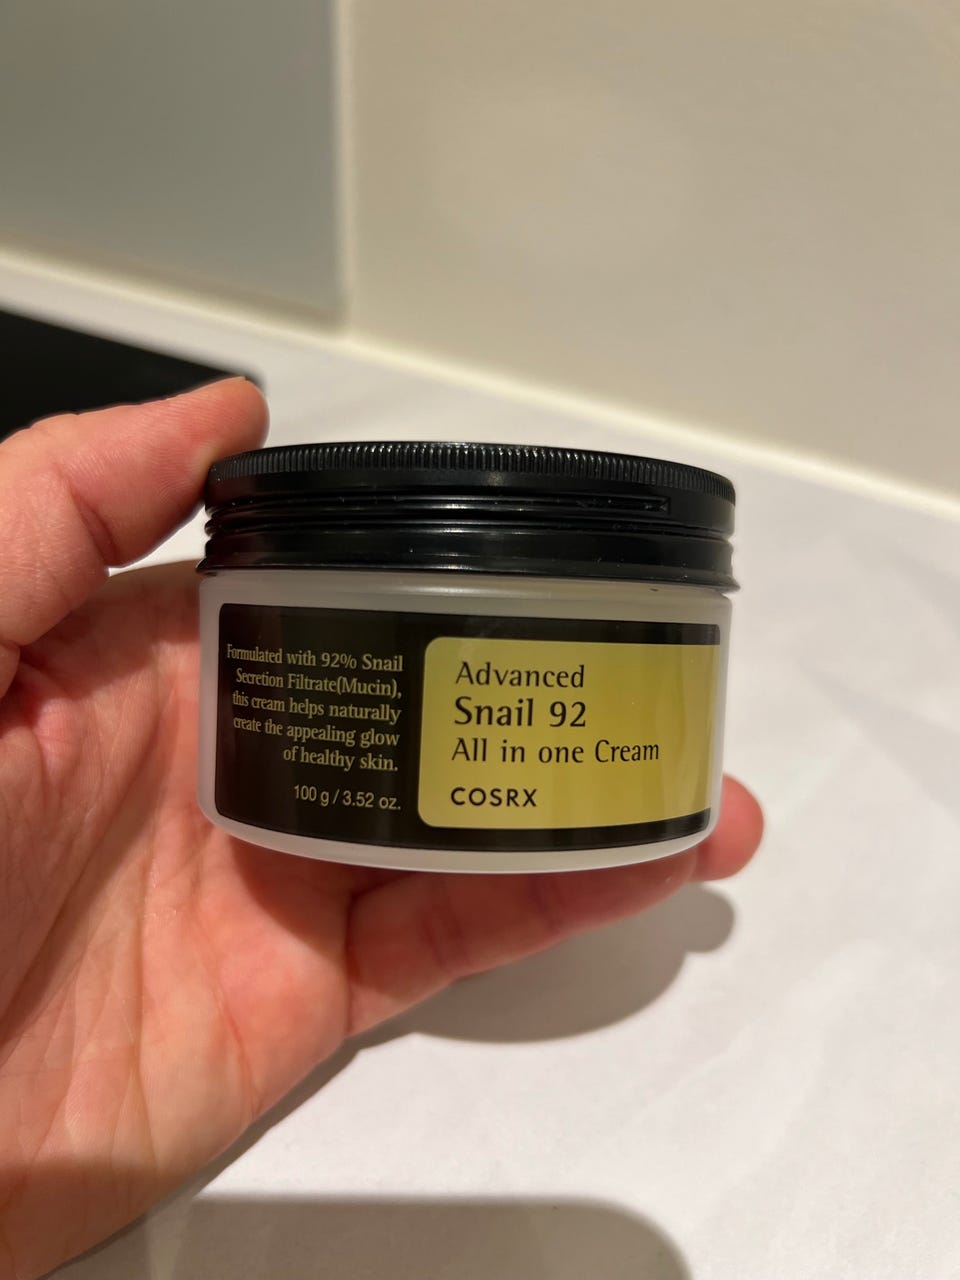 Formulated with 92% Snail
Secretion Filtrate(Mucin),
this cream helps naturally
create the appealing glow
of healthy skin.
100 g / 3.52 oz.
Advanced
Snail 92
All in one Cream
COSRX